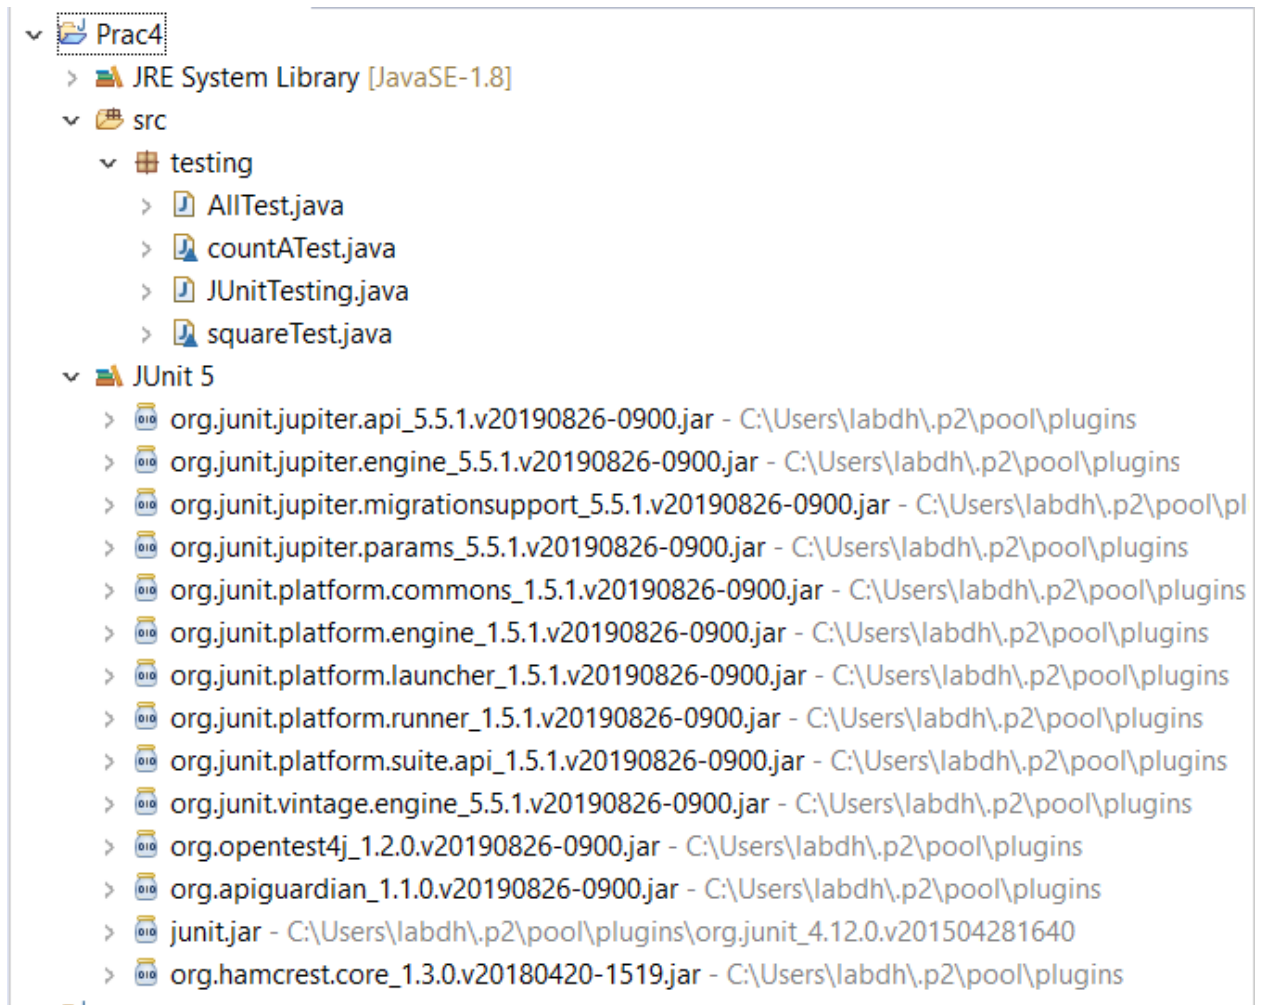 Prac4
JRE System Library [JavaSE-1.8]
src
testing
AllTest.java
countATest.java
JUnitTesting.java
squareTest.java
JUnit 5
org.junit.jupiter.api_5.5.1.v20190826-0900.jar - C:\Users\labdh\.p2\pool\plugins
org.junit.jupiter.engine_5.5.1.v20190826-0900.jar - C:\Users\labdh\.p2\pool\plugins
org.junit.jupiter.migrationsupport_5.5.1.v20190826-0900.jar - C:\Users\labdh\.p2\pool\pl
org.junit.jupiter.params_5.5.1.v20190826-0900.jar - C:\Users\labdh\.p2\pool\plugins
org.junit.platform.commons_1.5.1.v20190826-0900.jar - C:\Users\labdh\.p2\pool\plugins
org.junit.platform.engine_1.5.1.v20190826-0900.jar - C:\Users\labdh\.p2\pool\plugins
org.junit.platform.launcher_1.5.1.v20190826-0900.jar - C:\Users\labdh\.p2\pool\plugins
org.junit.platform.runner_1.5.1.v20190826-0900.jar - C:\Users\labdh\.p2\pool\plugins
org.junit.platform.suite.api_1.5.1.v20190826-0900.jar - C:\Users\labdh\.p2\pool\plugins
org.junit.vintage.engine_5.5.1.v20190826-0900.jar - C:\Users\labdh\.p2\pool\plugins
org.opentest4j_1.2.0.v20190826-0900.jar - C:\Users\labdh\.p2\pool\plugins
org.apiguardian_1.1.0.v20190826-0900.jar - C:\Users\labdh\.p2\pool\plugins
junit.jar - C:\Users\labdh\.p2\pool\plugins\org.junit_4.12.0.v201504281640
org.hamcrest.core_1.3.0.v20180420-1519.jar - C:\Users\labdh\.p2\pool\plugins